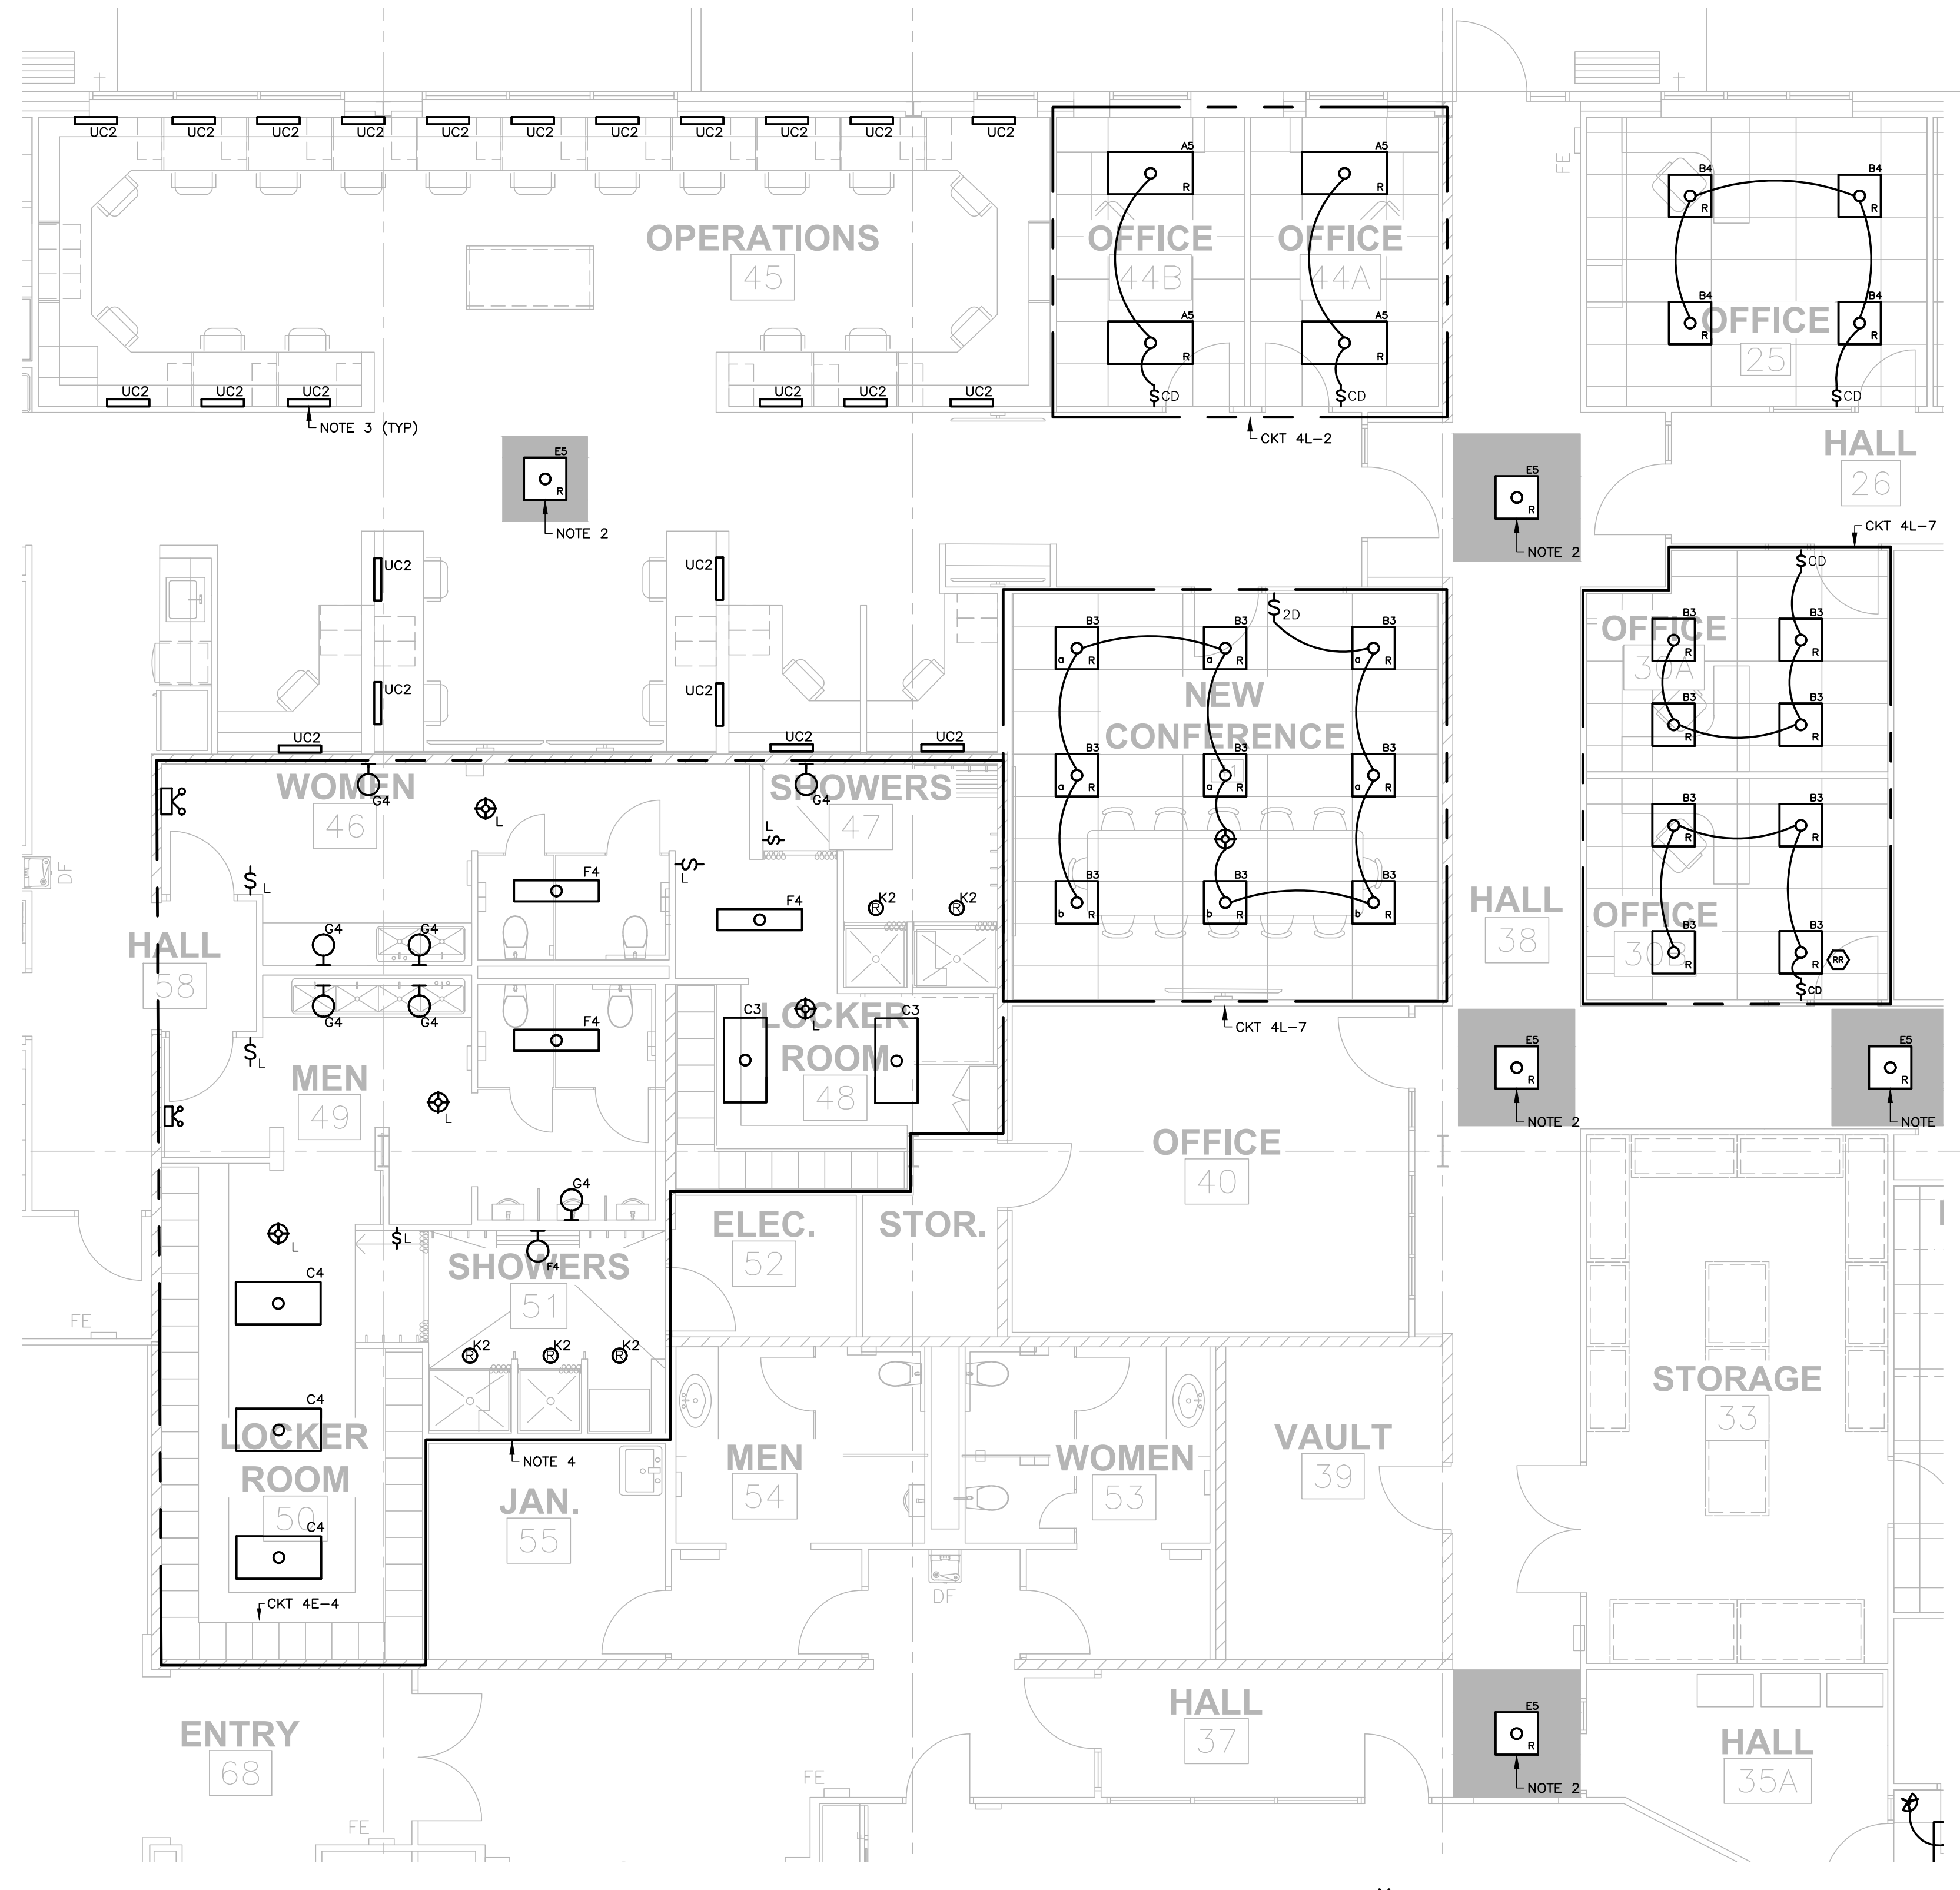 UC2 UC2 UC2 UC2 UC2 UC2 UC2 UC2 UC2 UC2 UC2
A5 A5
R R
FE
B4 B4
R R
OPERATIONS
45
OFFICE
44B
OFFICE
44A
B4 B4
R R
OFFICE
25
A5 A5
R R
CD CD CD
UC2 UC2 UC2 UC2 UC2 UC2
NOTE 3 (TYP)
CKT 4L-2
E5
R
NOTE 2
E5
R
NOTE 2
HALL
26
CKT 4L-7
UC2 UC2
UC2 UC2
UC2 UC2 UC2
2D
B3 B3 B3
a R a R a R
NEW
CONFERENCE
B3 B3 B3
R a R a R
B3 B3 B3
b R R b R
b
CKT 4L-7
CD
B3 B3
R R
OFFICE
30A
B3 B3
R R
B3 B3
R R
OFFICE
30B
B3 B3
R R
RR
CD
HALL
38
WOMEN
46
G4
L
SHOWERS
47
G4
L
L
DF
L
F4
F4
K2 K2
R R
HALL
58
G4 G4
G4 G4
F4
L
C3 C3
LOCKER
ROOM
48
L
MEN
49
L
E5
R
NOTE 2
E5
R
NOTE
OFFICE
40
G4
L
L
SHOWERS
51
F4
ELEC.
52
STOR.
C4
FE
K2 K2 K2
R R R
C4
LOCKER
ROOM
50
NOTE 4
MEN
54
WOMEN
53
VAULT
39
STORAGE
33
JAN.
55
C4
CKT 4E-4
DF
ENTRY
68
HALL
37
E5
R
NOTE 2
HALL
35A
FE
FE